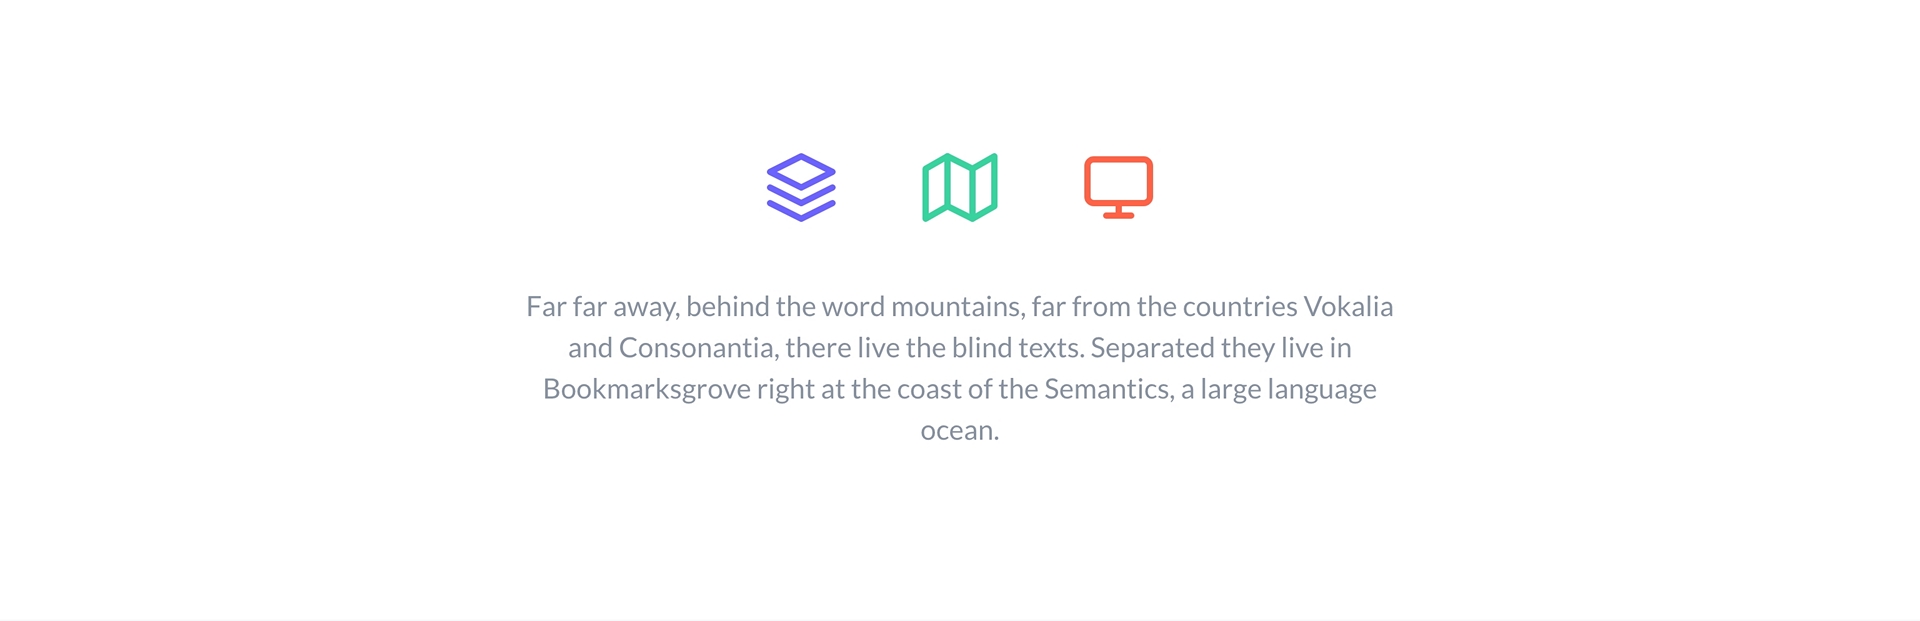 Far far away, behind the word mountains, far from the countries Vokalia
and Consonantia, there live the blind texts. Separated they live in
Bookmarksgrove right at the coast of the Semantics, a large language
ocean.